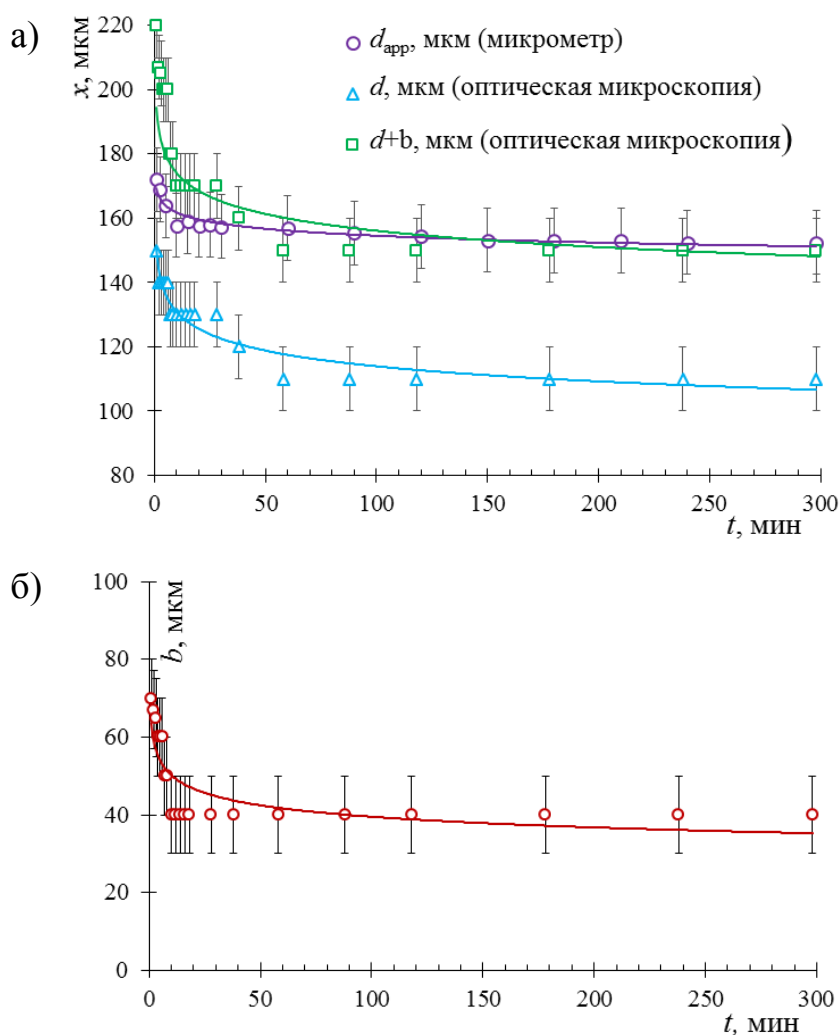 а)
x, мкм
220
200
180
160
140
120
100
80
dapp, мкм (микрометр)
d, мкм (оптическая микроскопия)
d+b, мкм (оптическая микроскопия)
0 50 100 150 200 250 300
t, мин
б)
b, мкм
100
80
60
40
20
0
0 50 100 150 200 250 300
t, мин